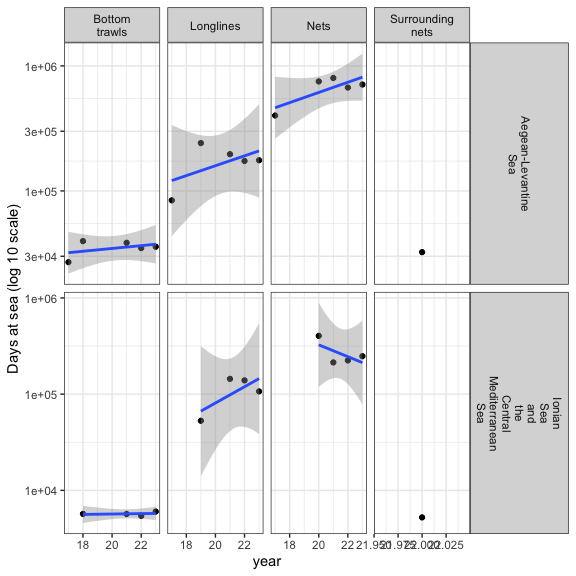 Bottom
trawls
Longlines
Nets
Surrounding
nets
1e+06
3e+05
1e+05
3e+04
Aegean-Levantine
Sea
Days at sea (log 10 scale)
1e+06
1e+05
1e+04
Ionian
Sea
and
the
Central
Mediterranean
Sea
18 20 22
18 20 22
18 20 22
21.950 21.975 22.000 22.025
year